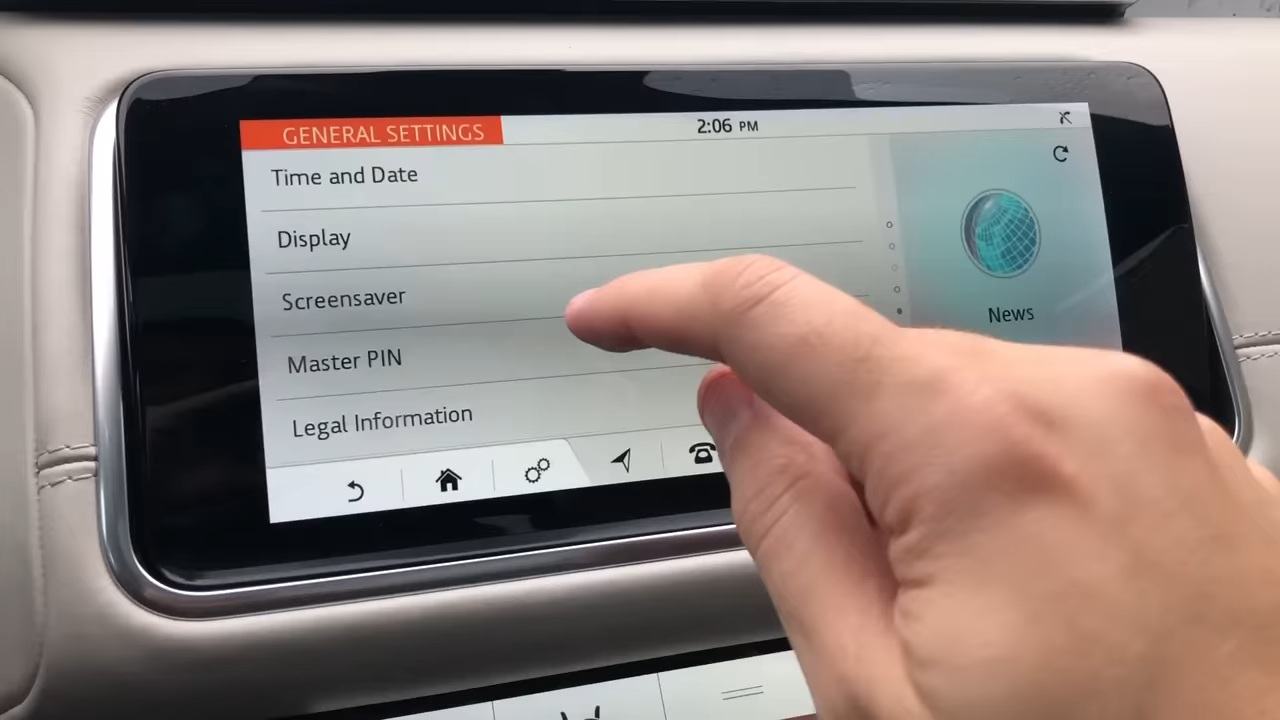 GENERAL SETTINGS
2:06 PM
Time and Date
Display
Screensaver
Master PIN
Legal Information
News